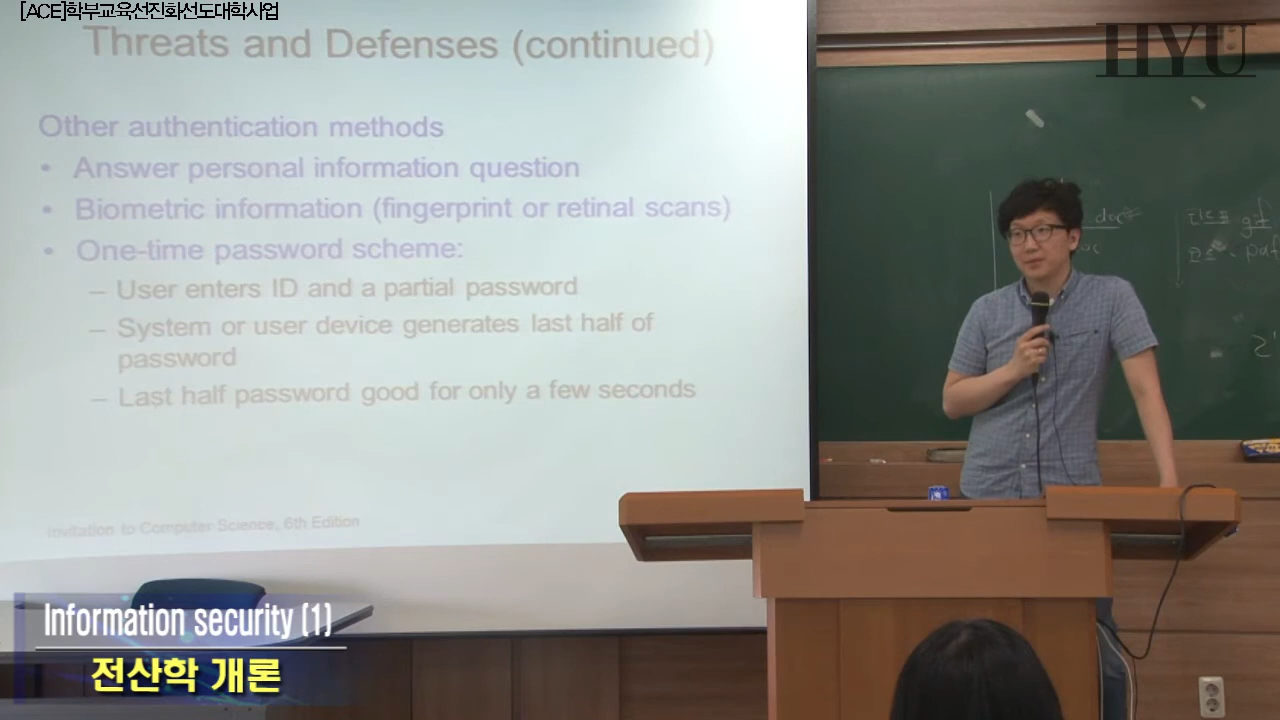 [ACE]학부교육선진화선도대학사업
Threats and Defenses (continued)
HYU
Other authentication methods
• Answer personal information question
• Biometric information (fingerprint or retinal scans)
• One-time password scheme:
– User enters ID and a partial password
– System or user device generates last half of
password
– Last half password good for only a few seconds
Invitation to Computer Science, 6th Edition
doc
gif
Information security (1)
전산학 개론